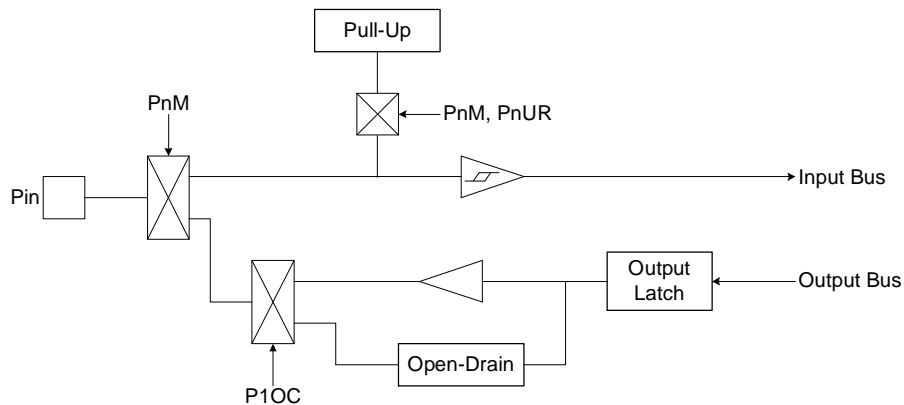 Pull-Up
PnM
PnM, PnUR
Pin
Input Bus
Output
Latch
Output Bus
Open-Drain
P1OC